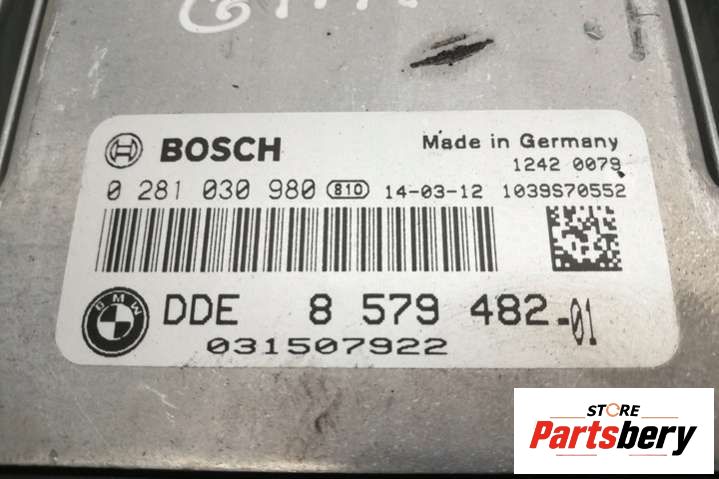 BOSCH
Made in Germany
1242 0079
0 281 030 980 810 14-03-12 1039S70552
BMW
DDE 8 579 482-01
031507922
STORE
Partsbery